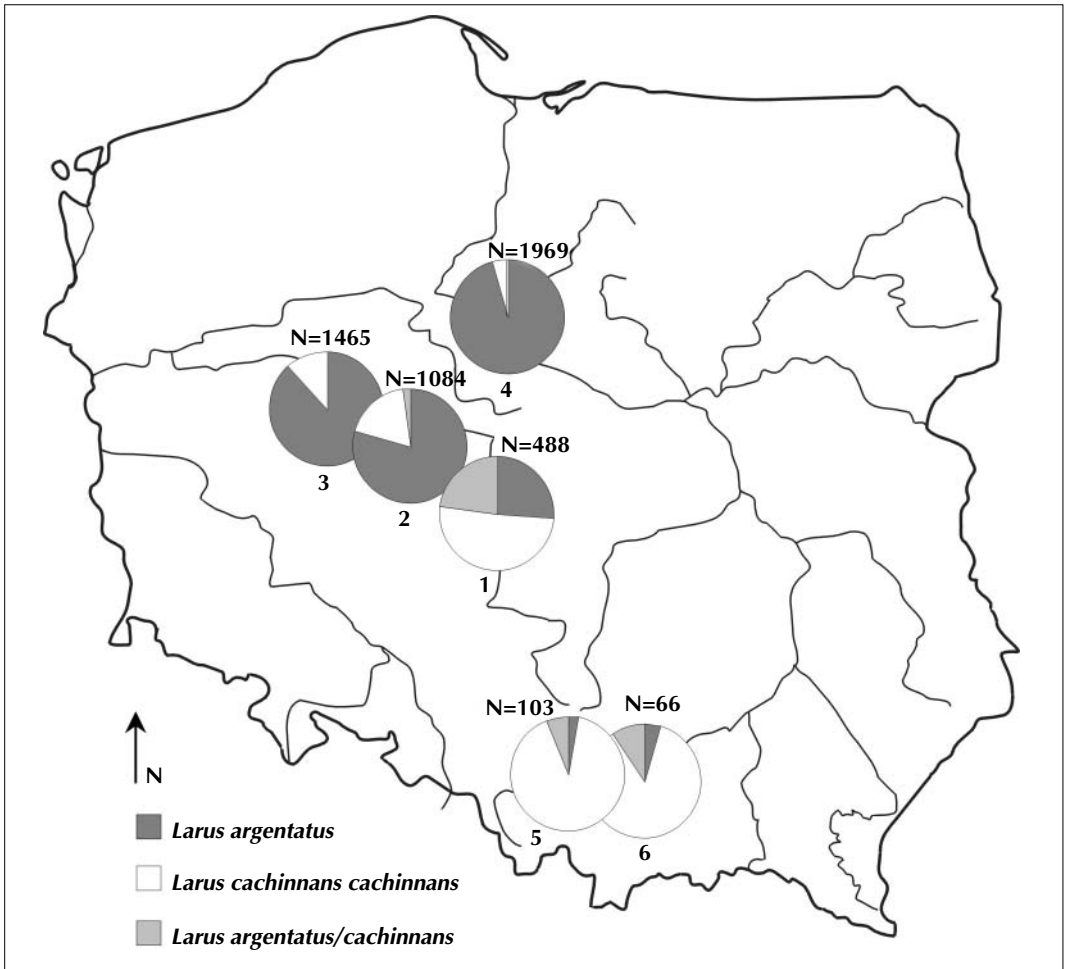 N=1969
4
N=1465
3
N=1084
2
N=488
1
N=103
5
N=66
6
N
Larus argentatus
Larus cachinnans cachinnans
Larus argentatus/cachinnans